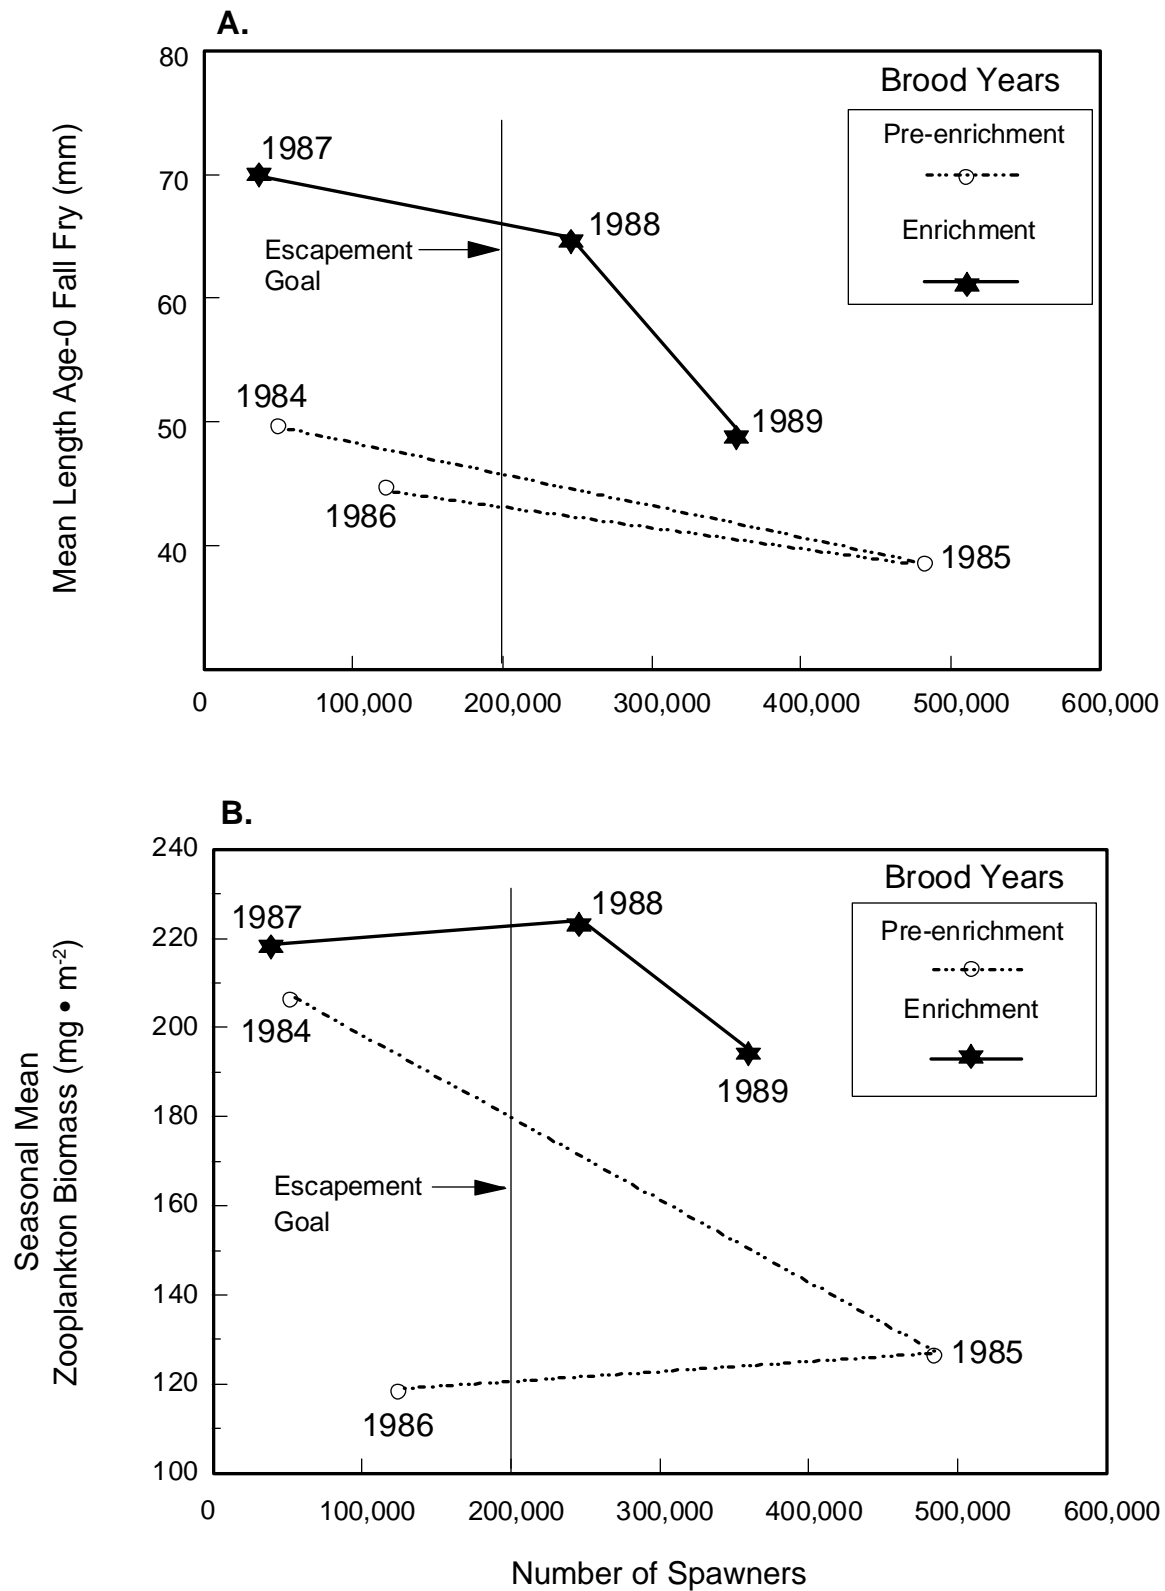 A.
80
70
60
50
40
Mean Length Age-0 Fall Fry (mm)
Brood Years
Pre-enrichment
Enrichment
1987
1988
Escapement
Goal
1984
1989
1986
1985
0
100,000
200,000
300,000
400,000
500,000
600,000
B.
240
220
200
180
160
140
120
100
Seasonal Mean
Zooplankton Biomass (mg • m-2)
Brood Years
Pre-enrichment
Enrichment
1987
1988
1984
1989
Escapement
Goal
1985
1986
0
100,000
200,000
300,000
400,000
500,000
600,000
Number of Spawners